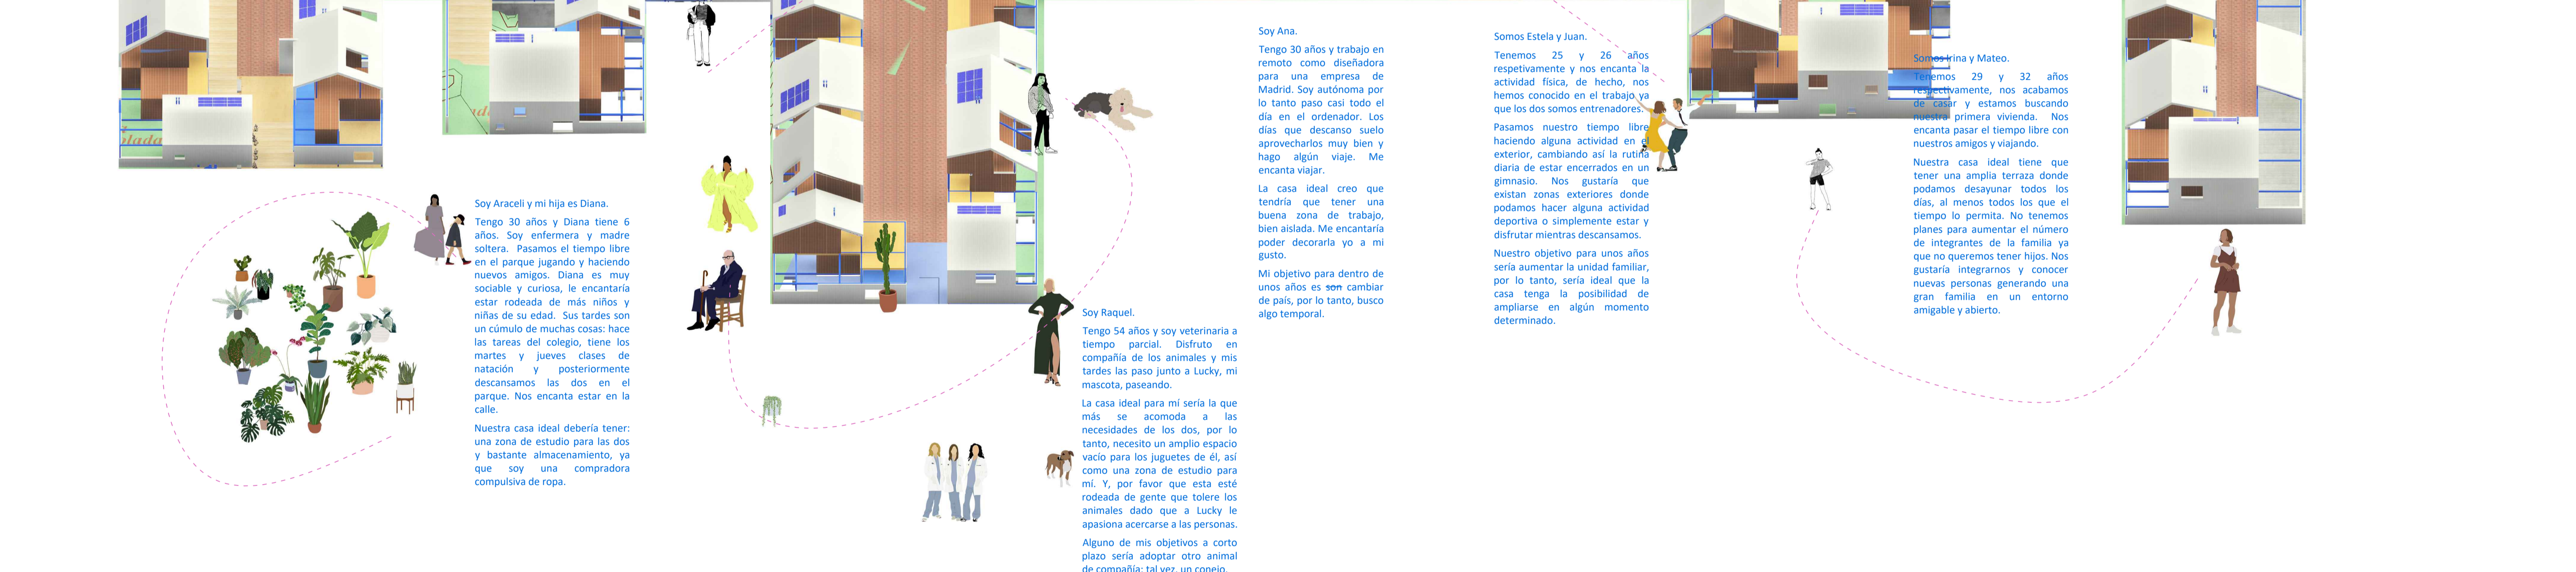 Soy Araceli y mi hija es Diana.
Tengo 30 años y Diana tiene 6
años. Soy enfermera y madre
soltera. Pasamos el tiempo libre
en el parque jugando y haciendo
nuevos amigos. Diana es muy
sociable y curiosa, le encantaría
estar rodeada de más niños y
niñas de su edad. Sus tardes son
un cúmulo de muchas cosas: hace
las tareas del colegio, tiene los
martes y jueves clases de
natación y posteriormente
descansamos las dos en el
parque. Nos encanta estar en la
calle.
Nuestra casa ideal debería tener:
una zona de estudio para las dos
y bastante almacenamiento, ya
que soy una compradora
compulsiva de ropa.
Soy Raquel.
Tengo 54 años y soy veterinaria a
tiempo parcial. Disfruto en
compañía de los animales y mis
tardes las paso junto a Lucky, mi
mascota, paseando.
La casa ideal para mí sería la que
más se acomoda a las
necesidades de los dos, por lo
tanto, necesito un amplio espacio
vacío para los juguetes de él, así
como una zona de estudio para
mí. Y, por favor que esta esté
rodeada de gente que tolere los
animales dado que a Lucky le
apasiona acercarse a las personas.
Alguno de mis objetivos a corto
plazo sería adoptar otro animal
de compañía: tal vez, un conejo.
Soy Ana.
Tengo 30 años y trabajo en
remoto como diseñadora
para una empresa de
Madrid. Soy autónoma por
lo tanto paso casi todo el
día en el ordenador. Los
días que descanso suelo
aprovecharlos muy bien y
hago algún viaje. Me
encanta viajar.
La casa ideal creo que
tendría que tener una
buena zona de trabajo,
bien aislada. Me encantaría
poder decorarla yo a mi
gusto.
Mi objetivo para dentro de
unos años es son cambiar
de país, por lo tanto, busco
algo temporal.
Somos Estela y Juan.
Tenemos 25 y 26 años
respetivamente y nos encanta la
actividad física, de hecho, nos
hemos conocido en el trabajo ya
que los dos somos entrenadores.
Pasamos nuestro tiempo libre
haciendo alguna actividad en el
exterior, cambiando así la rutina
diaria de estar encerrados en un
gimnasio. Nos gustaría que
existan zonas exteriores donde
podamos hacer alguna actividad
deportiva o simplemente estar y
disfrutar mientras descansamos.
Nuestro objetivo para unos años
sería aumentar la unidad familiar,
por lo tanto, sería ideal que la
casa tenga la posibilidad de
ampliarse en algún momento
determinado.
Somos Irina y Mateo.
Tenemos 29 y 32 años
respectivamente, nos acabamos
de casar y estamos buscando
nuestra primera vivienda. Nos
encanta pasar el tiempo libre con
nuestros amigos y viajando.
Nuestra casa ideal tiene que
tener una amplia terraza donde
podamos desayunar todos los
días, al menos todos los que el
tiempo lo permita. No tenemos
planes para aumentar el número
de integrantes de la familia ya
que no queremos tener hijos. Nos
gustaría integrarnos y conocer
nuevas personas generando una
gran familia en un entorno
amigable y abierto.